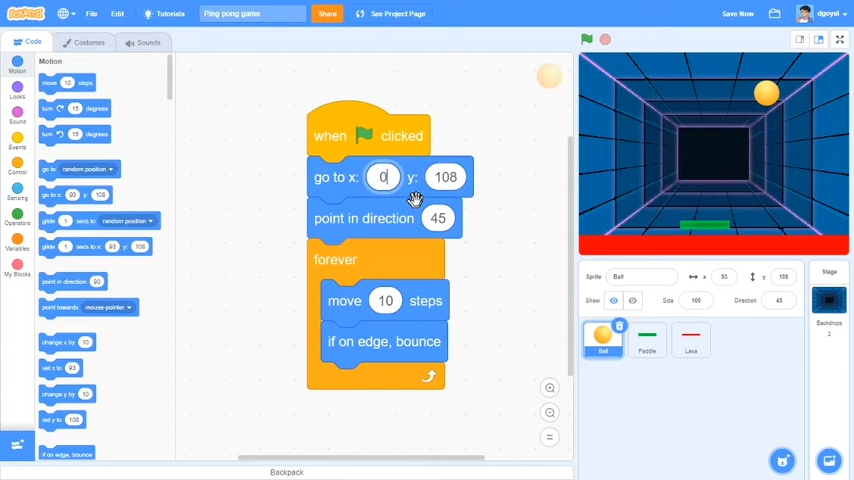 SCRATCH
File
Edit
Tutorials
Ping pong game
Share
See Project Page
Save Now
dgoyal
Code
Costumes
Sounds
Motion
Looks
Sound
Events
Control
Sensing
Operators
Variables
My Blocks
Motion
move 10 steps
turn 15 degrees
turn 15 degrees
go to random position
go to x: 93 y: 108
glide 1 secs to random position
glide 1 secs to x: 93 y: 108
point in direction 90
point towards mouse-pointer
change x by 10
set x to 93
change y by 10
set y to 108
if on edge, bounce
when clicked
go to x: 0 y: 108
point in direction 45
forever
move 10 steps
if on edge, bounce
Sprite Ball x 93 y 108
Show Size 100 Direction 45
Ball
Paddle
Lava
Stage
Backdrops
2
Backpack